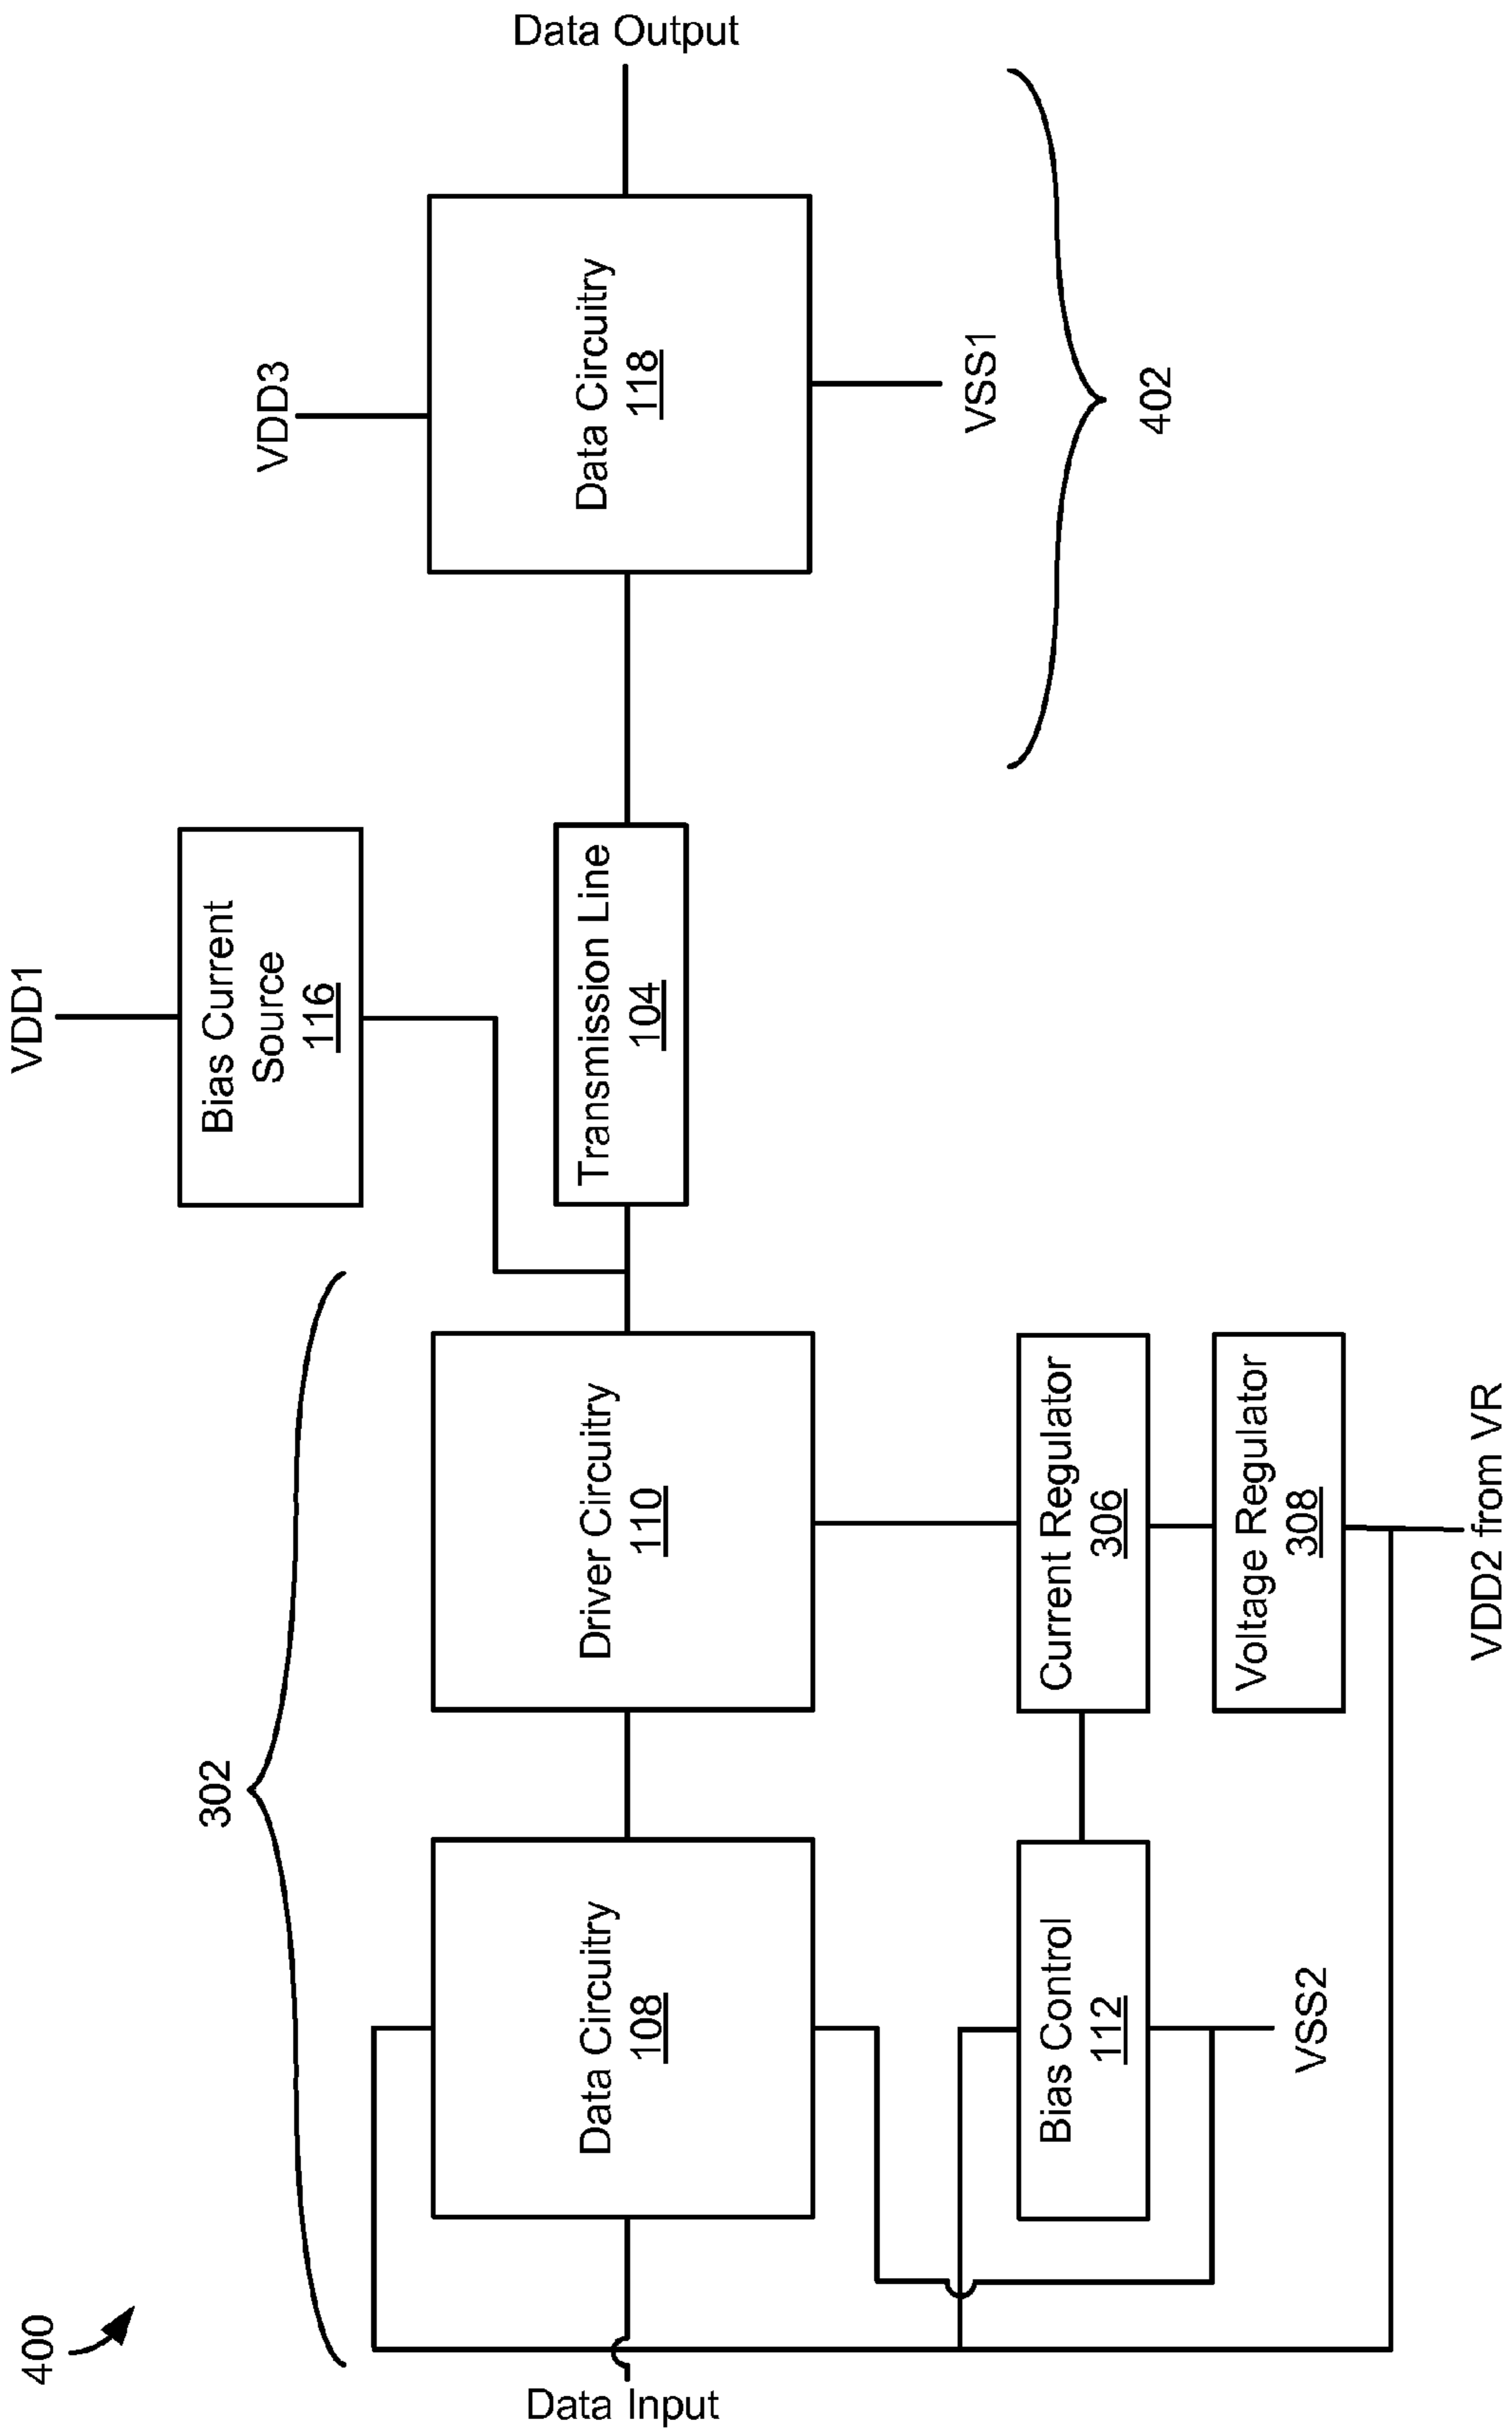 400
302
VDD1
Bias Current
Source
116
VDD3
Data Input
Data Circuitry
108
Driver Circuitry
110
Transmission Line
104
Data Circuitry
118
Data Output
VSS1
402
Bias Control
112
Current Regulator
306
Voltage Regulator
308
VSS2
VDD2 from VR